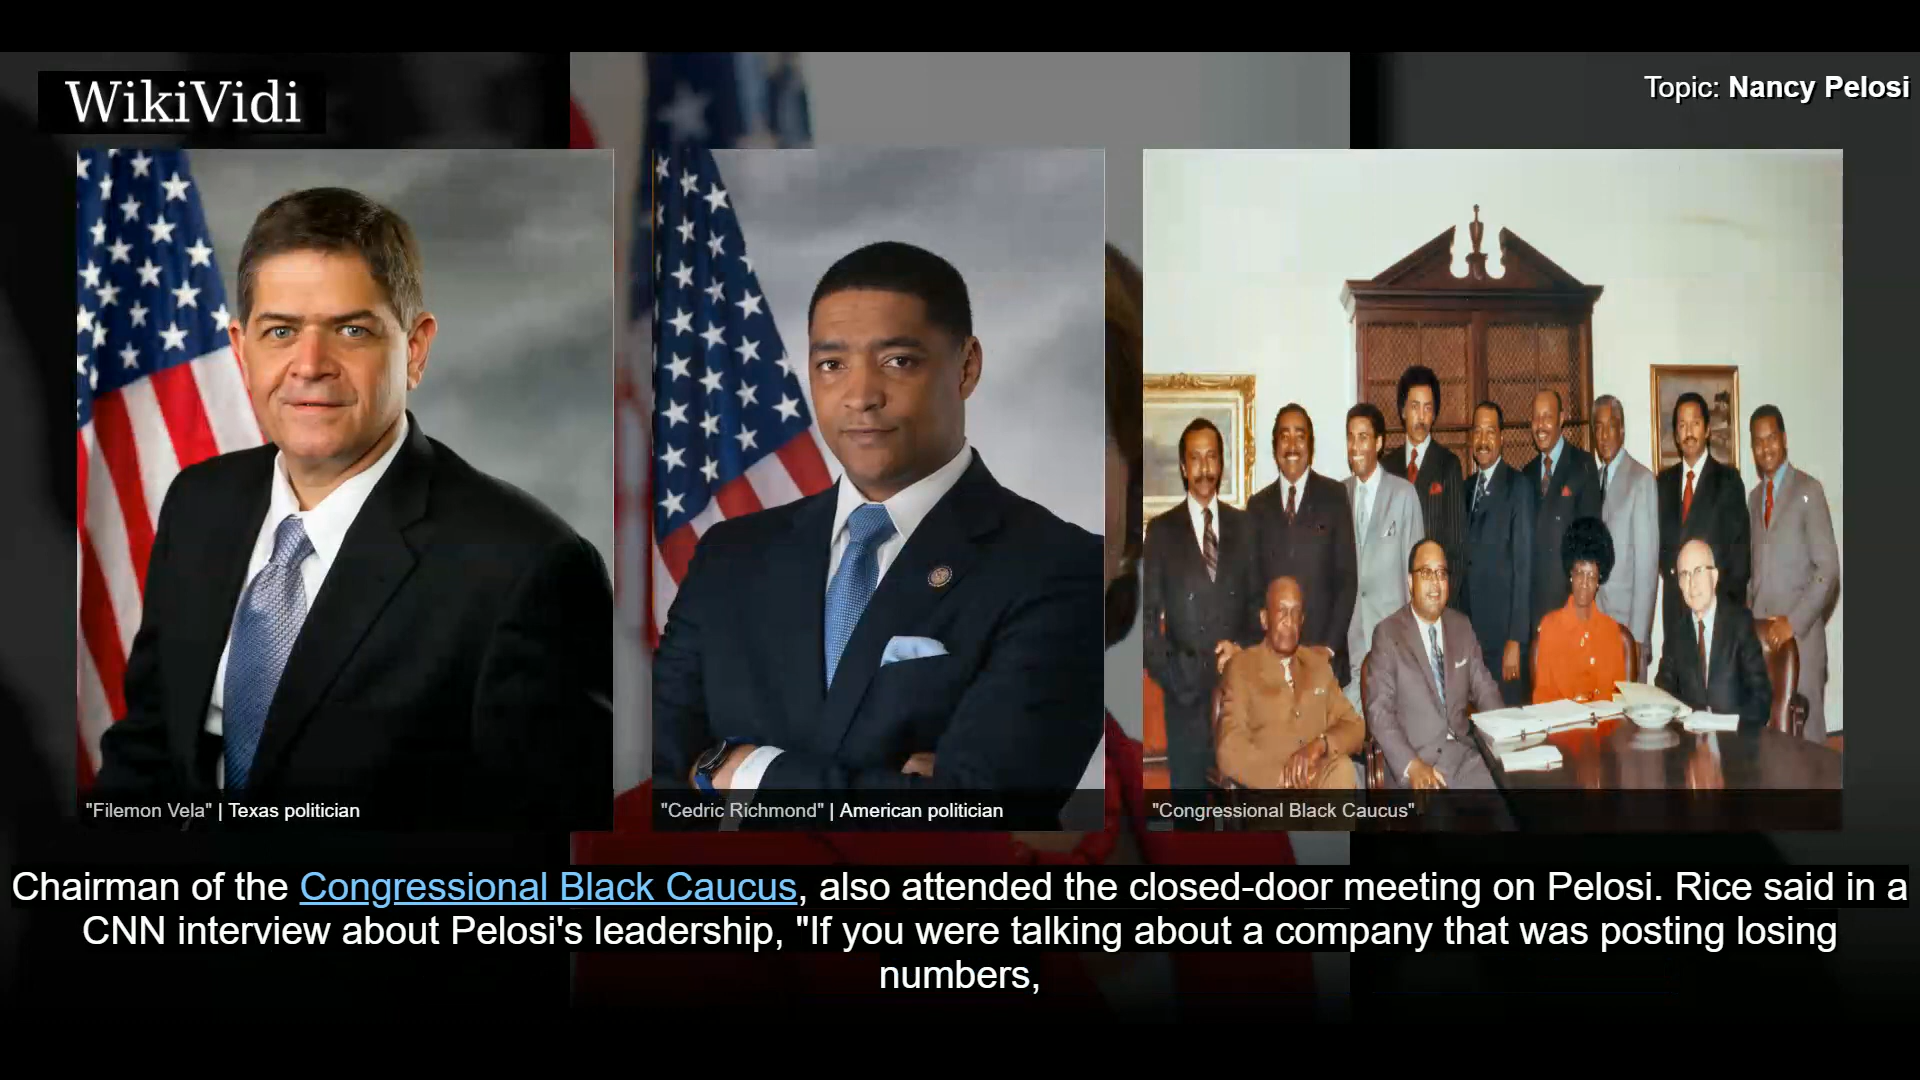 WikiVidi
Topic: Nancy Pelosi
"Filemon Vela" | Texas politician
"Cedric Richmond" | American politician
"Congressional Black Caucus"
Chairman of the Congressional Black Caucus, also attended the closed-door meeting on Pelosi. Rice said in a
CNN interview about Pelosi's leadership, "If you were talking about a company that was posting losing
numbers,